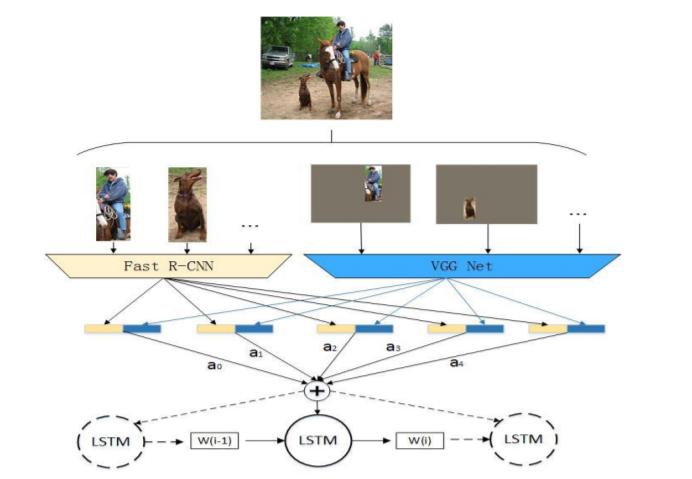 ...
...
Fast R-CNN
VGG Net
a₀
a₁
a₂
a₃
a₄
+
LSTM
W(i-1)
LSTM
W(i)
LSTM